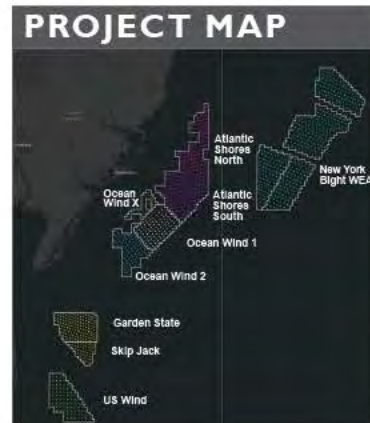 PROJECT MAP
Atlantic
Shores
North
New York
Bight WEA
Ocean
Wind X
Atlantic
Shores
South
Ocean Wind 1
Ocean Wind 2
Garden State
Skip Jack
US Wind